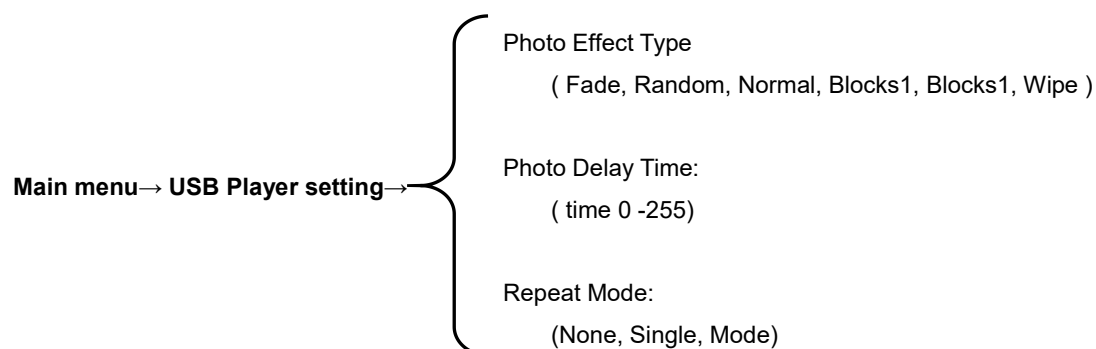 Photo Effect Type
( Fade, Random, Normal, Blocks1, Blocks1, Wipe )
Main menu→ USB Player setting→
Photo Delay Time:
( time 0 -255)
Repeat Mode:
(None, Single, Mode)